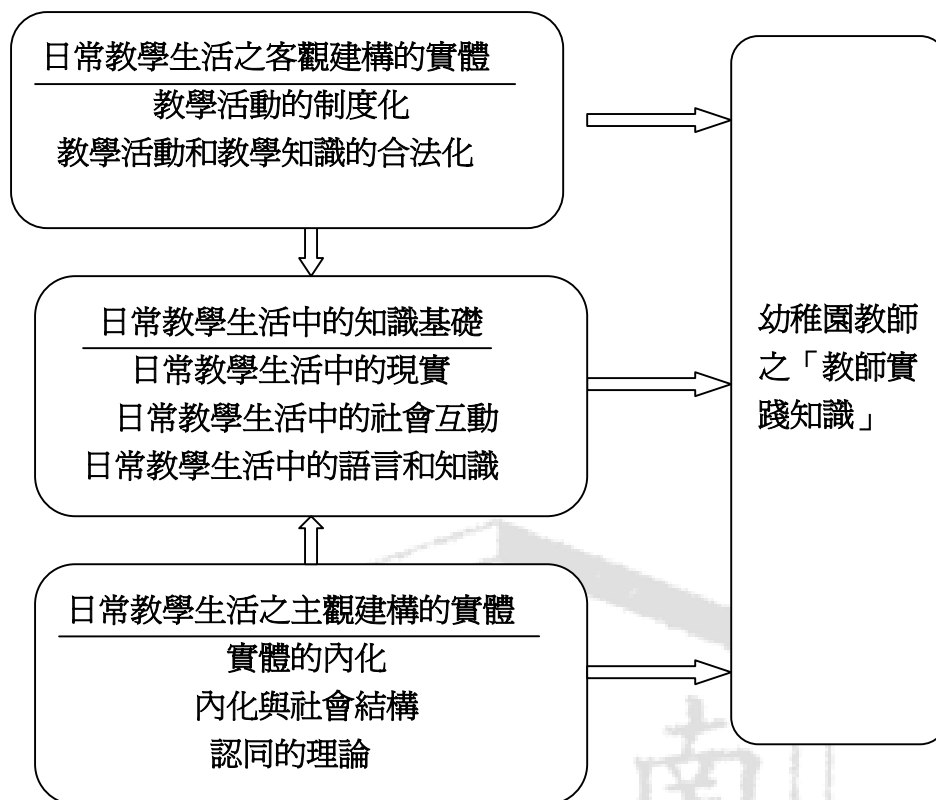 日常教學生活之客觀建構的實體
教學活動的制度化
教學活動和教學知識的合法化
日常教學生活中的知識基礎
日常教學生活中的現實
日常教學生活中的社會互動
日常教學生活中的語言和知識
日常教學生活之主觀建構的實體
實體的內化
內化與社會結構
認同的理論
幼稚園教師
之「教師實
踐知識」
南